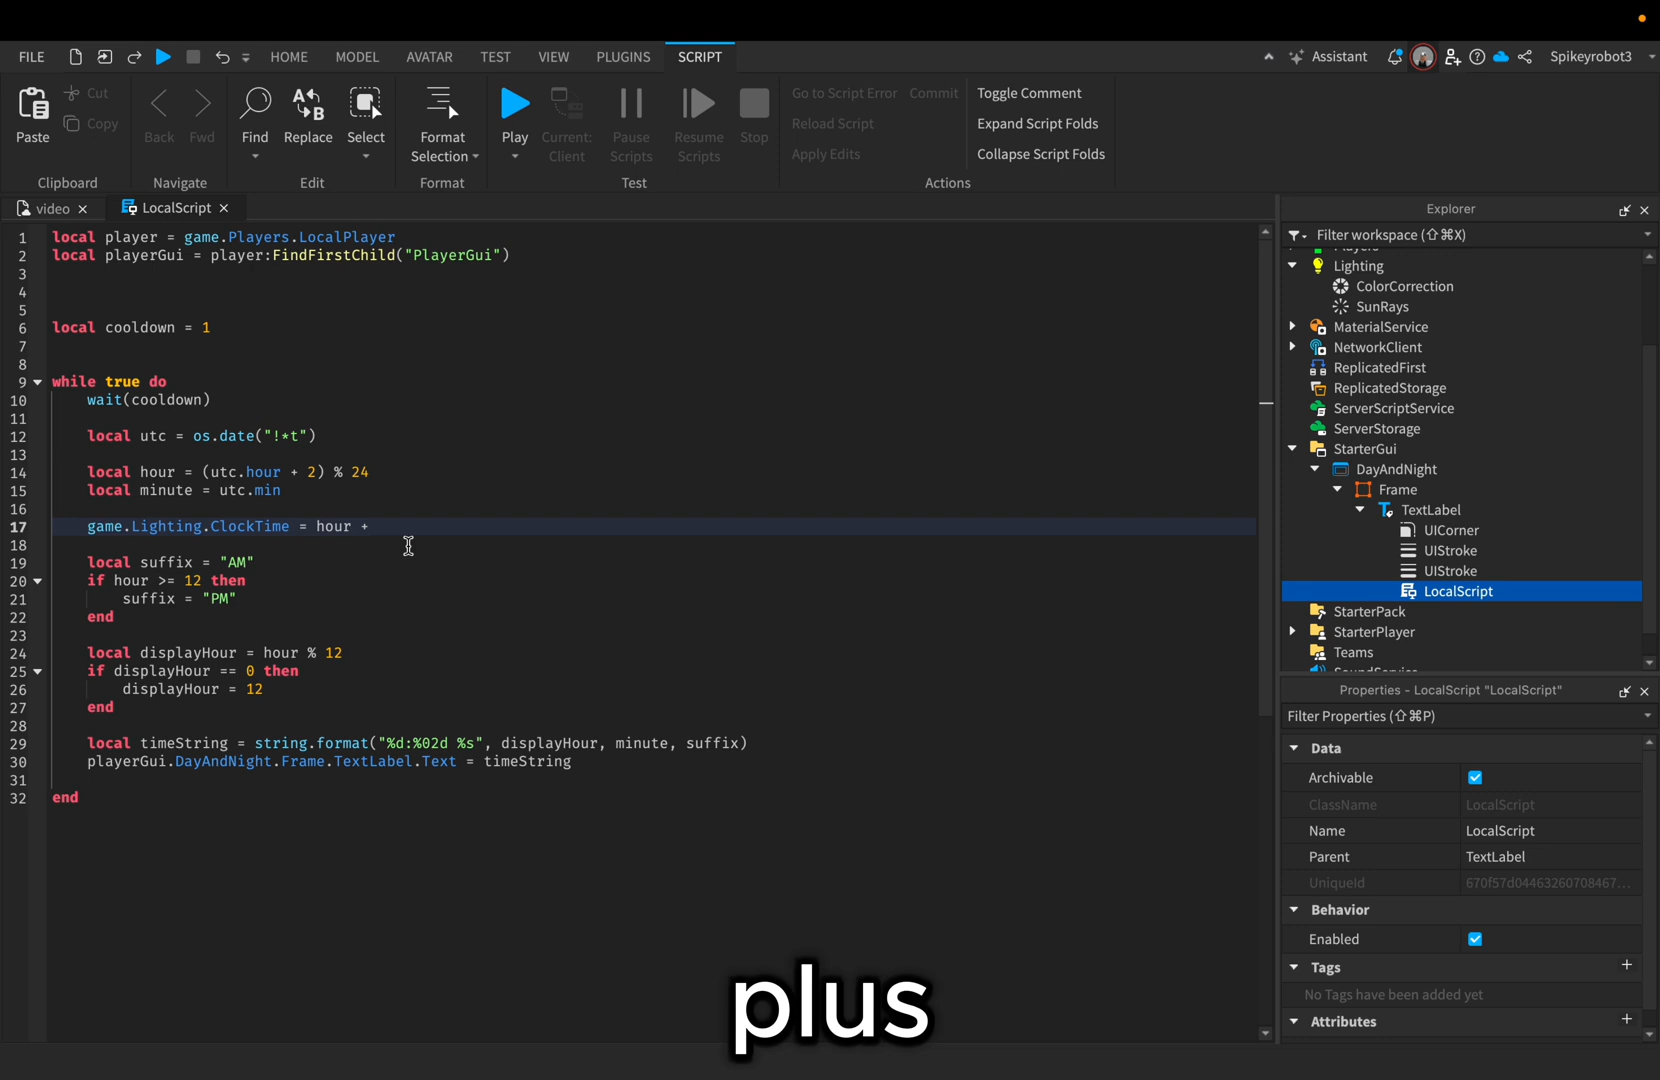 FILE HOME MODEL AVATAR TEST VIEW PLUGINS SCRIPT Assistant Spikeyrobot3
Paste Cut Copy Back Fwd Find Replace Select Format Selection Play Current: Client Pause Scripts Resume Scripts Stop Go to Script Error Commit Reload Script Apply Edits Toggle Comment Expand Script Folds Collapse Script Folds
Clipboard Navigate Edit Format Test Actions
video LocalScript
1 local player = game.Players.LocalPlayer
2 local playerGui = player:FindFirstChild("PlayerGui")
3
4
5
6 local cooldown = 1
7
8
9 while true do
10 wait(cooldown)
11
12 local utc = os.date("!*t")
13
14 local hour = (utc.hour + 2) % 24
15 local minute = utc.min
16
17 game.Lighting.ClockTime = hour +
18
19 local suffix = "AM"
20 if hour >= 12 then
21 suffix = "PM"
22 end
23
24 local displayHour = hour % 12
25 if displayHour == 0 then
26 displayHour = 12
27 end
28
29 local timeString = string.format("%d:%02d %s", displayHour, minute, suffix)
30 playerGui.DayAndNight.Frame.TextLabel.Text = timeString
31
32 end
plus
Explorer
Filter workspace (⇧⌘X)
Players
Lighting
ColorCorrection
SunRays
MaterialService
NetworkClient
ReplicatedFirst
ReplicatedStorage
ServerScriptService
ServerStorage
StarterGui
DayAndNight
Frame
TextLabel
UICorner
UIStroke
UIStroke
LocalScript
StarterPack
StarterPlayer
Teams
SoundService
Properties - LocalScript "LocalScript"
Filter Properties (⇧⌘P)
Data
Archivable
ClassName LocalScript
Name LocalScript
Parent TextLabel
UniqueId 670f57d04463260708467...
Behavior
Enabled
Tags +
No Tags have been added yet
Attributes +